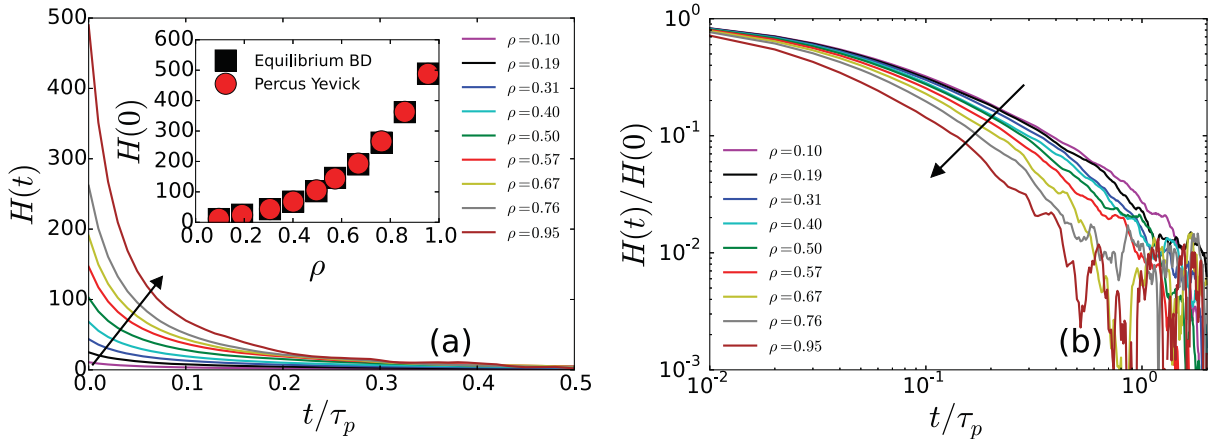 H(t)
500
400
300
200
100
0
0.0 0.1 0.2 0.3 0.4 0.5
t/τ_p
(a)
H(0)
600
500
400
300
200
100
0
0.0 0.2 0.4 0.6 0.8 1.0
ρ
Equilibrium BD
Percus Yevick
ρ=0.10
ρ=0.19
ρ=0.31
ρ=0.40
ρ=0.50
ρ=0.57
ρ=0.67
ρ=0.76
ρ=0.95
H(t)/H(0)
10⁰
10⁻¹
10⁻²
10⁻³
10⁻² 10⁻¹ 10⁰
t/τ_p
(b)
ρ=0.10
ρ=0.19
ρ=0.31
ρ=0.40
ρ=0.50
ρ=0.57
ρ=0.67
ρ=0.76
ρ=0.95